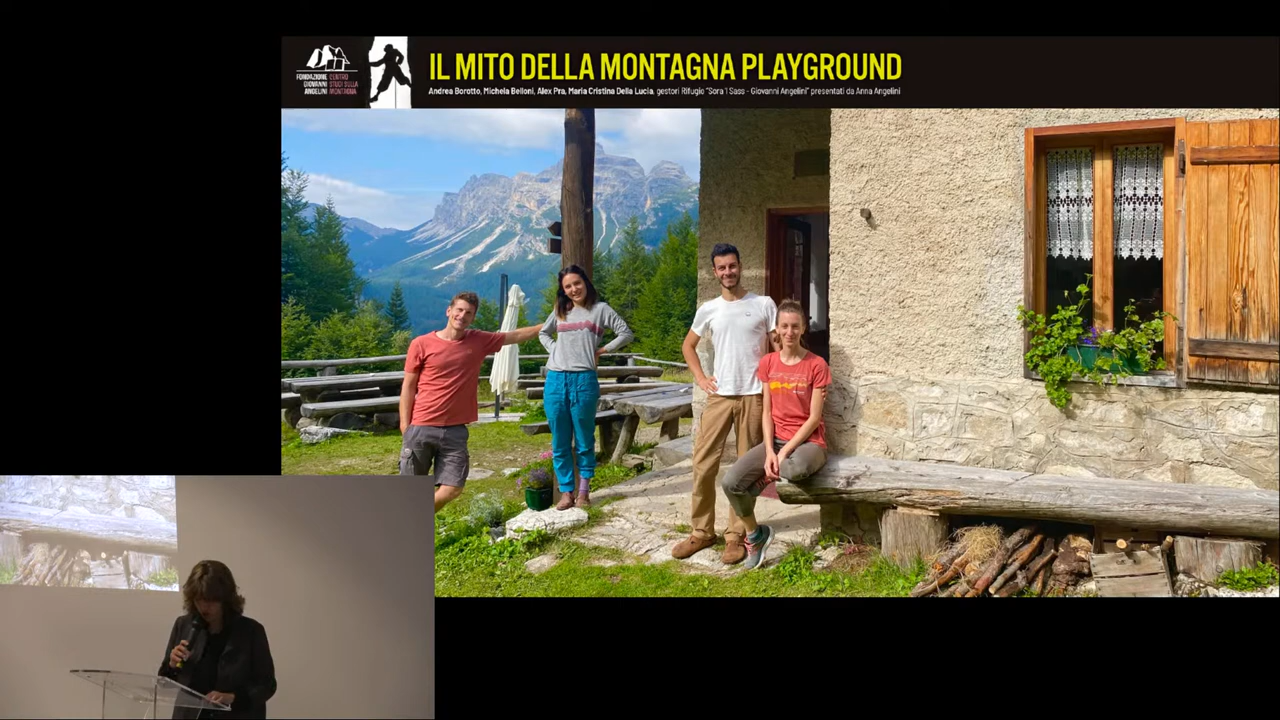 FONDAZIONE
GIOVANNI
ANGELINI
CENTRO
STUDI SULLA
MONTAGNA
IL MITO DELLA MONTAGNA PLAYGROUND
Andrea Borotto, Michela Belloni, Alex Pra, Maria Cristina Della Lucia, gestori Rifugio "Sora 'l Sass - Giovanni Angelini" presentati da Anna Angelini